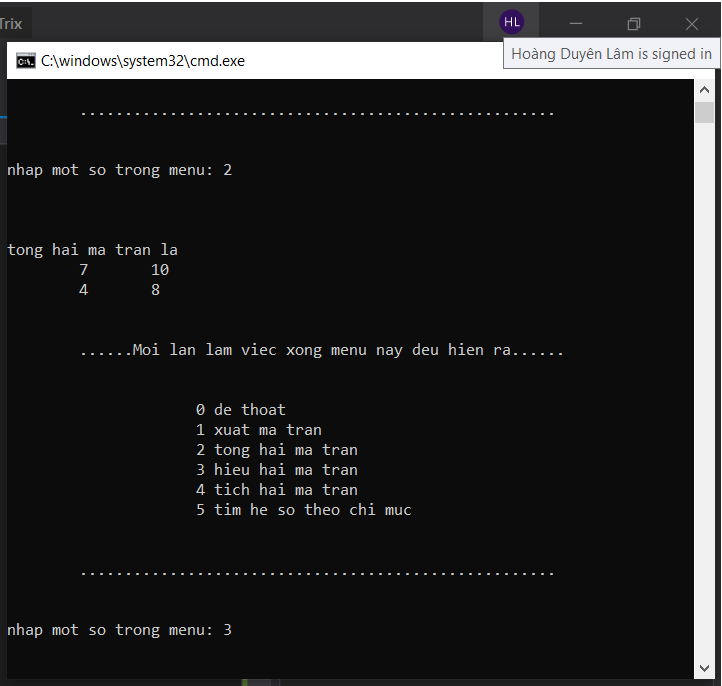 Trix
HL
Hoàng Duyên Lâm is signed in
C:\windows\system32\cmd.exe
......................................................
nhap mot so trong menu: 2
tong hai ma tran la
7 10
4 8
......Moi lan lam viec xong menu nay deu hien ra......
0 de thoat
1 xuat ma tran
2 tong hai ma tran
3 hieu hai ma tran
4 tich hai ma tran
5 tim he so theo chi muc
......................................................
nhap mot so trong menu: 3